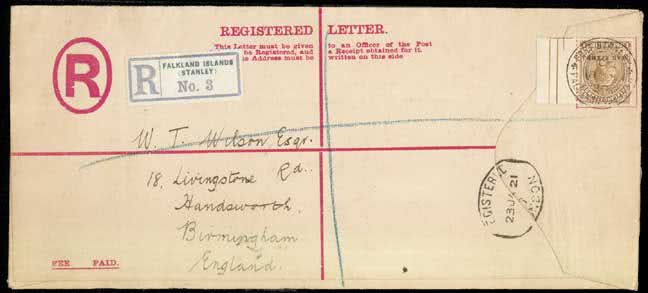 REGISTERED LETTER.
This Letter must be given to an Officer of the Post
be Registered, and a Receipt obtained for it.
Address must be written on this side
R
R
FALKLAND ISLANDS
(STANLEY)
No. 3
W. T. Wilson Esqr.
18, Livingstone Rd..
Handsworth.
Birmingham
England.
EGISTERE
23 JA 21
FEE PAID.